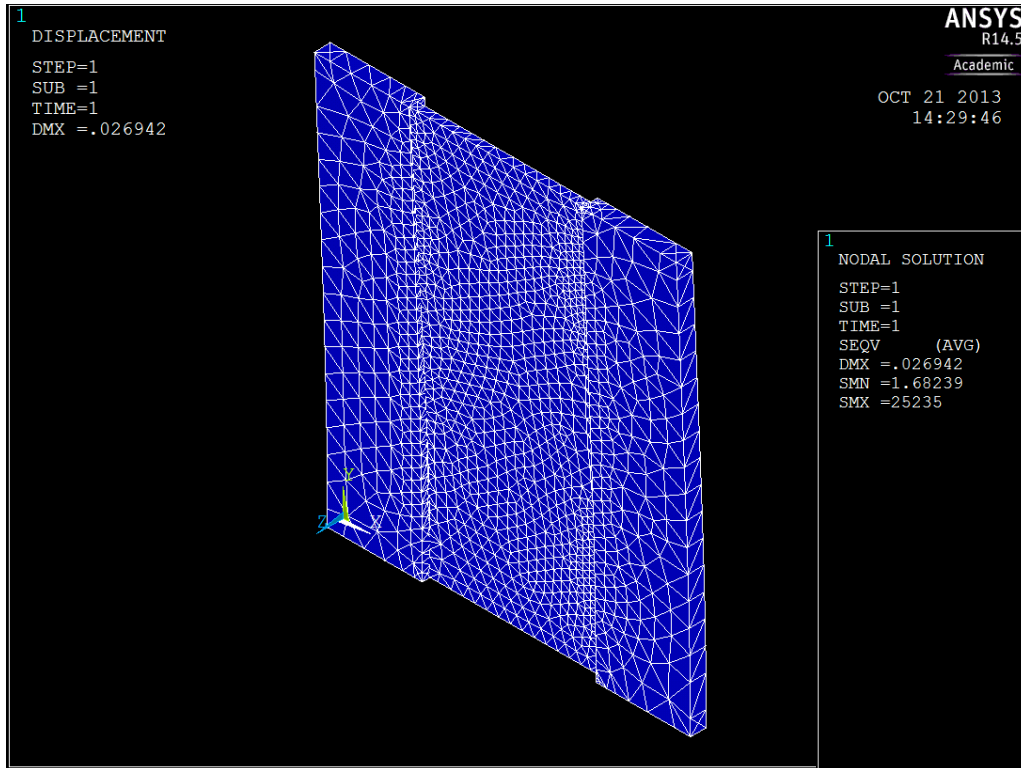 1
DISPLACEMENT
STEP=1
SUB =1
TIME=1
DMX =.026942
ANSYS
R14.5
Academic
OCT 21 2013
14:29:46
1
NODAL SOLUTION
STEP=1
SUB =1
TIME=1
SEQV     (AVG)
DMX =.026942
SMN =1.68239
SMX =25235
Y
Z
X